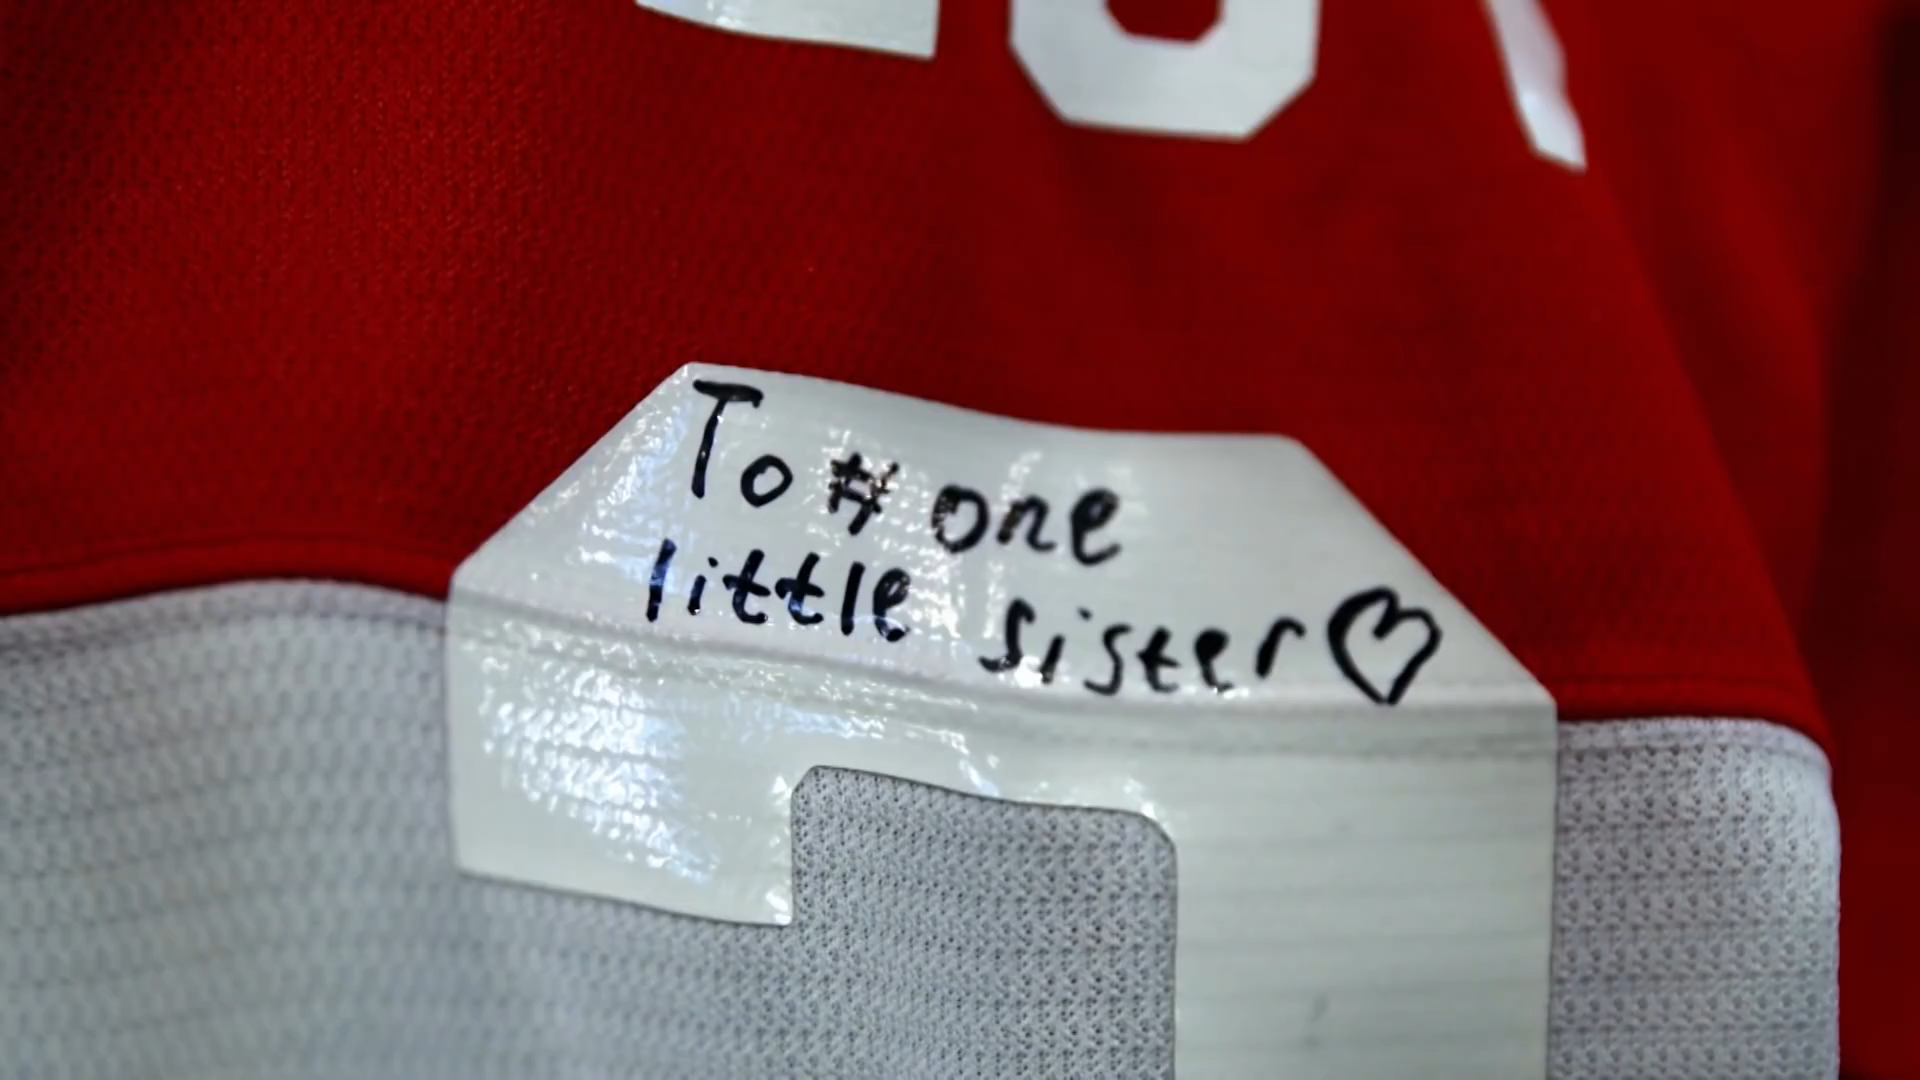 To # one
little sister♡